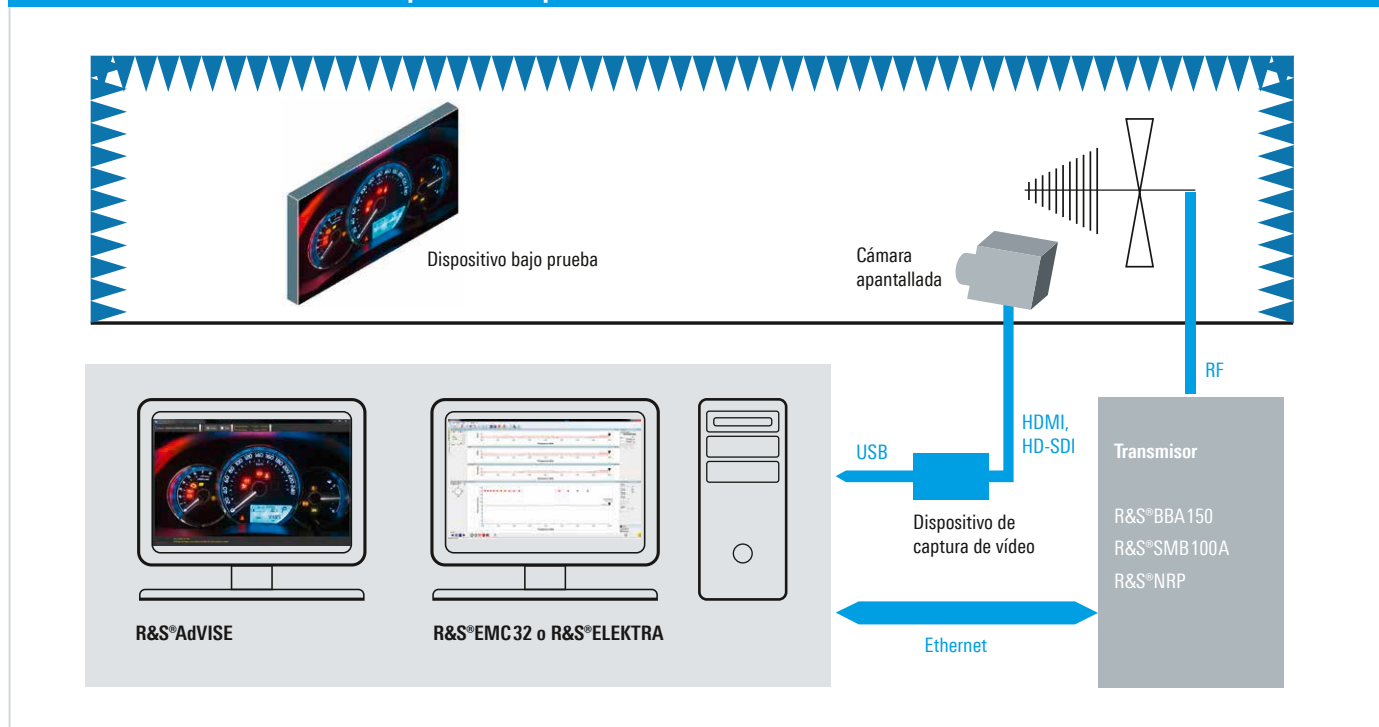 Dispositivo bajo prueba
Cámara
apantallada
RF
HDMI,
HD-SDI
USB
Transmisor
Dispositivo de
captura de vídeo
R&S®BBA150
R&S®SMB100A
R&S®NRP
R&S®AdVISE
R&S®EMC32 o R&S®ELEKTRA
Ethernet